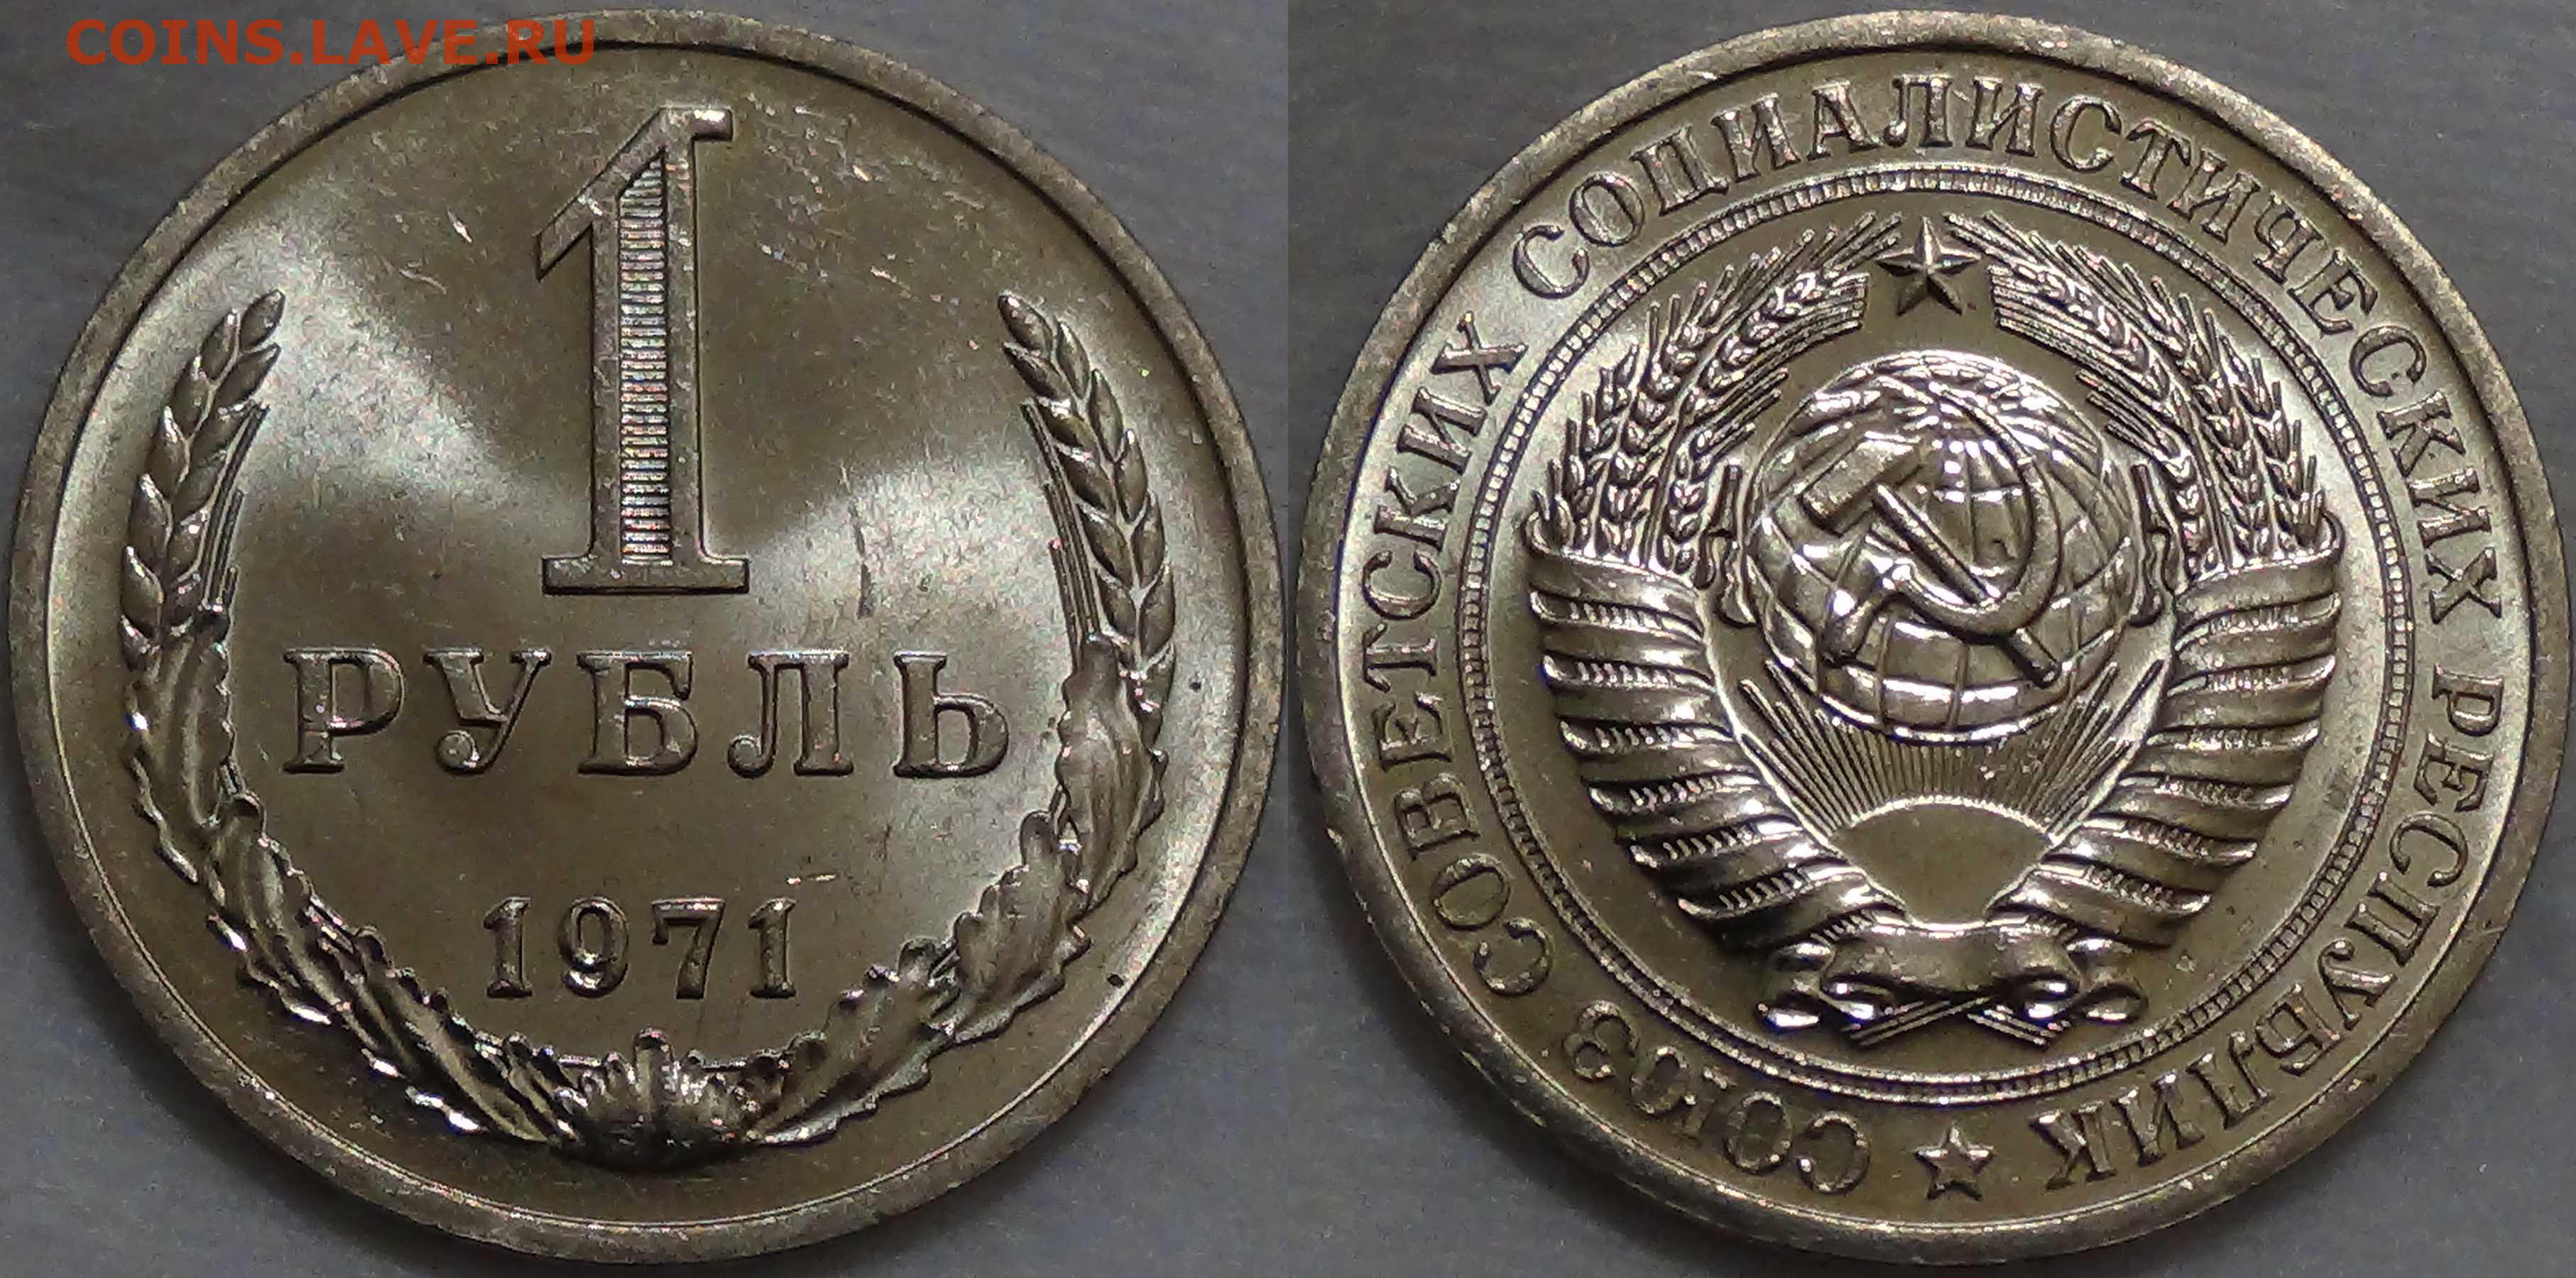 COINS.LAVE.RU
1
РУБЛЬ
1971
СОЮЗ СОВЕТСКИХ СОЦИАЛИСТИЧЕСКИХ РЕСПУБЛИК